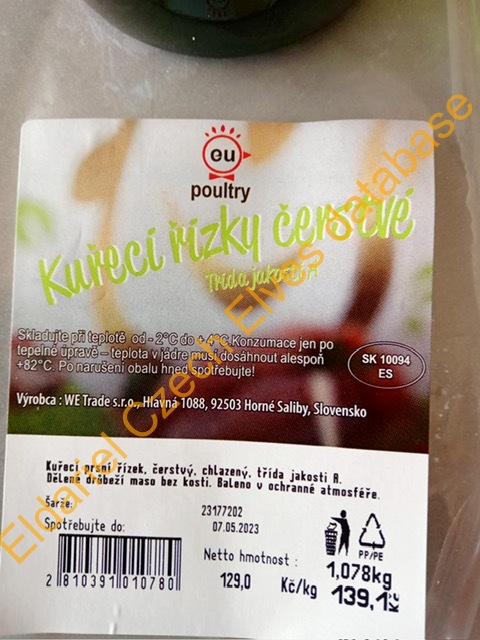 eu
poultry
Kuřecí řízky čerstvé
Třída jakosti A
Skladujte při teplotě od - 2°C do + 4°C.Konzumace jen po
tepelné úpravě – teplota v jádře musí dosáhnout alespoň
+82°C. Po narušení obalu hned spotřebujte!
SK 10094
ES
Výrobca : WE Trade s.r.o., Hlavná 1088, 92503 Horné Saliby, Slovensko
Kuřecí prsní řízek, čerstvý, chlazený, třída jakosti A.
Dělené drůbeží maso bez kosti. Baleno v ochranné atmosféře.
Šarže: 23177202
Spotřebujte do: 07.05.2023
PP/PE
Netto hmotnost : 1,078kg
129,0 Kč/kg 139,1Kč
2 810391 010780
Eldariel Czech Elves Database